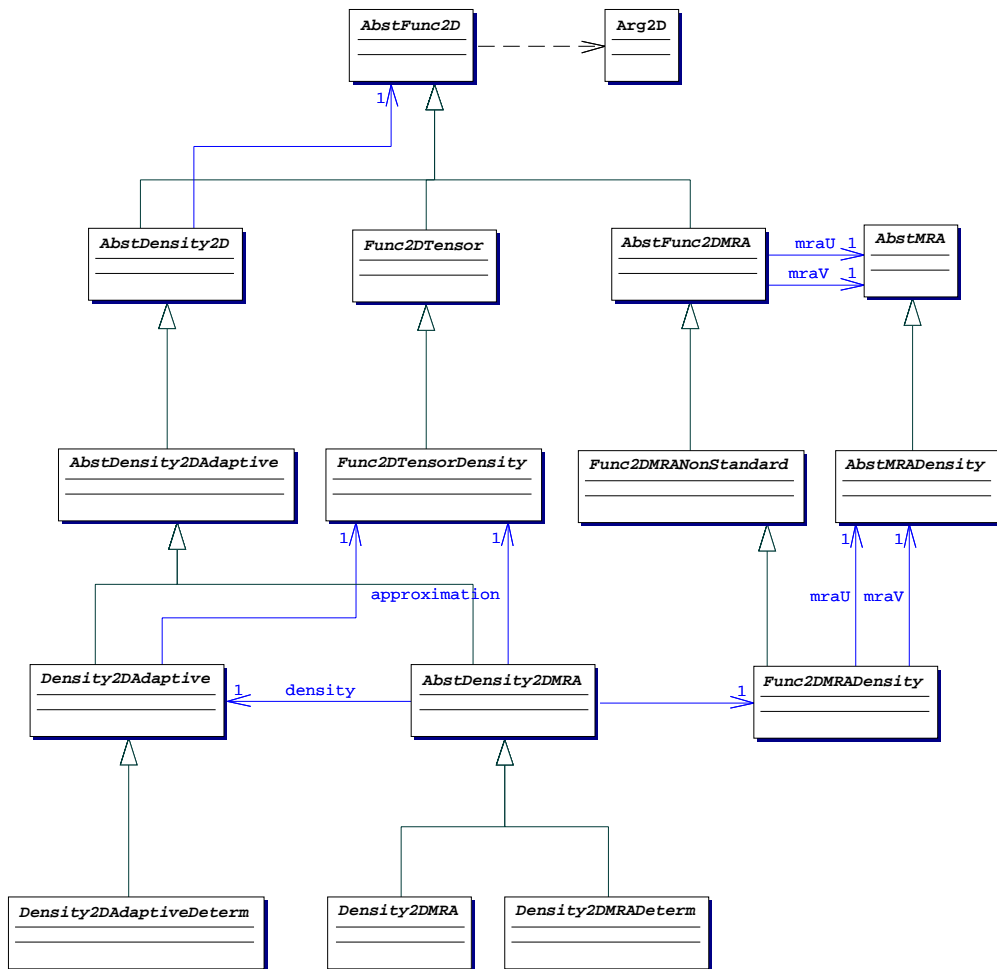 AbstFunc2D
Arg2D
1
AbstDensity2D
Func2DTensor
AbstFunc2DMRA
mraU 1
mraV 1
AbstMRA
AbstDensity2DAdaptive
Func2DTensorDensity
Func2DMRANonStandard
AbstMRADensity
1
1
1
1
approximation
mraU
mraV
Density2DAdaptive
1
density
AbstDensity2DMRA
1
Func2DMRADensity
Density2DAdaptiveDeterm
Density2DMRA
Density2DMRADeterm